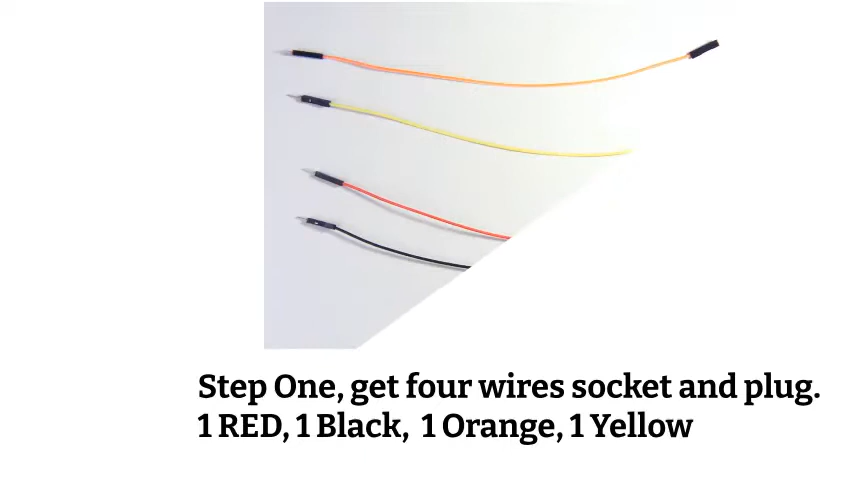 Step One, get four wires socket and plug.
1 RED, 1 Black,  1 Orange, 1 Yellow